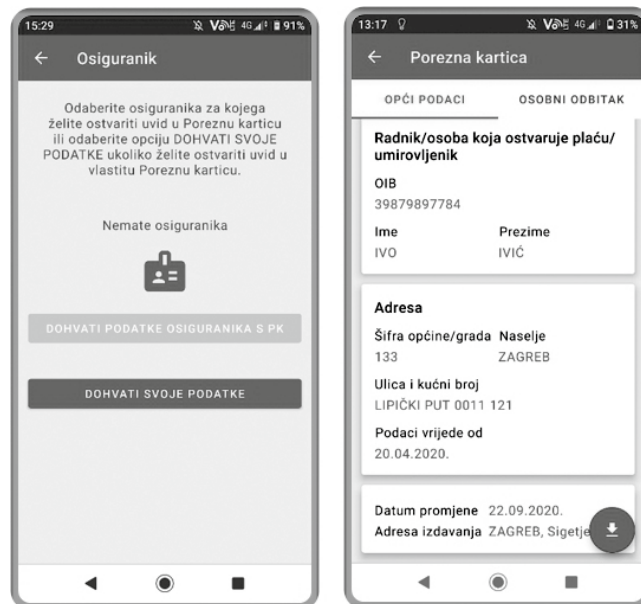 15:29
4G
91%
Osiguranik
Odaberite osiguranika za kojega
želite ostvariti uvid u Poreznu karticu
ili odaberite opciju DOHVATI SVOJE
PODATKE ukoliko želite ostvariti uvid u
vlastitu Poreznu karticu.
Nemate osiguranika
DOHVATI PODATKE OSIGURANIKA S PK
DOHVATI SVOJE PODATKE
13:17
4G
31%
Porezna kartica
OPĆI PODACI
OSOBNI ODBITAK
Radnik/osoba koja ostvaruje plaću/
umirovljenik
OIB
39879897784
Ime Prezime
IVO IVIĆ
Adresa
Šifra općine/grada Naselje
133 ZAGREB
Ulica i kućni broj
LIPIČKI PUT 0011 121
Podaci vrijede od
20.04.2020.
Datum promjene 22.09.2020.
Adresa izdavanja ZAGREB, Sigetje